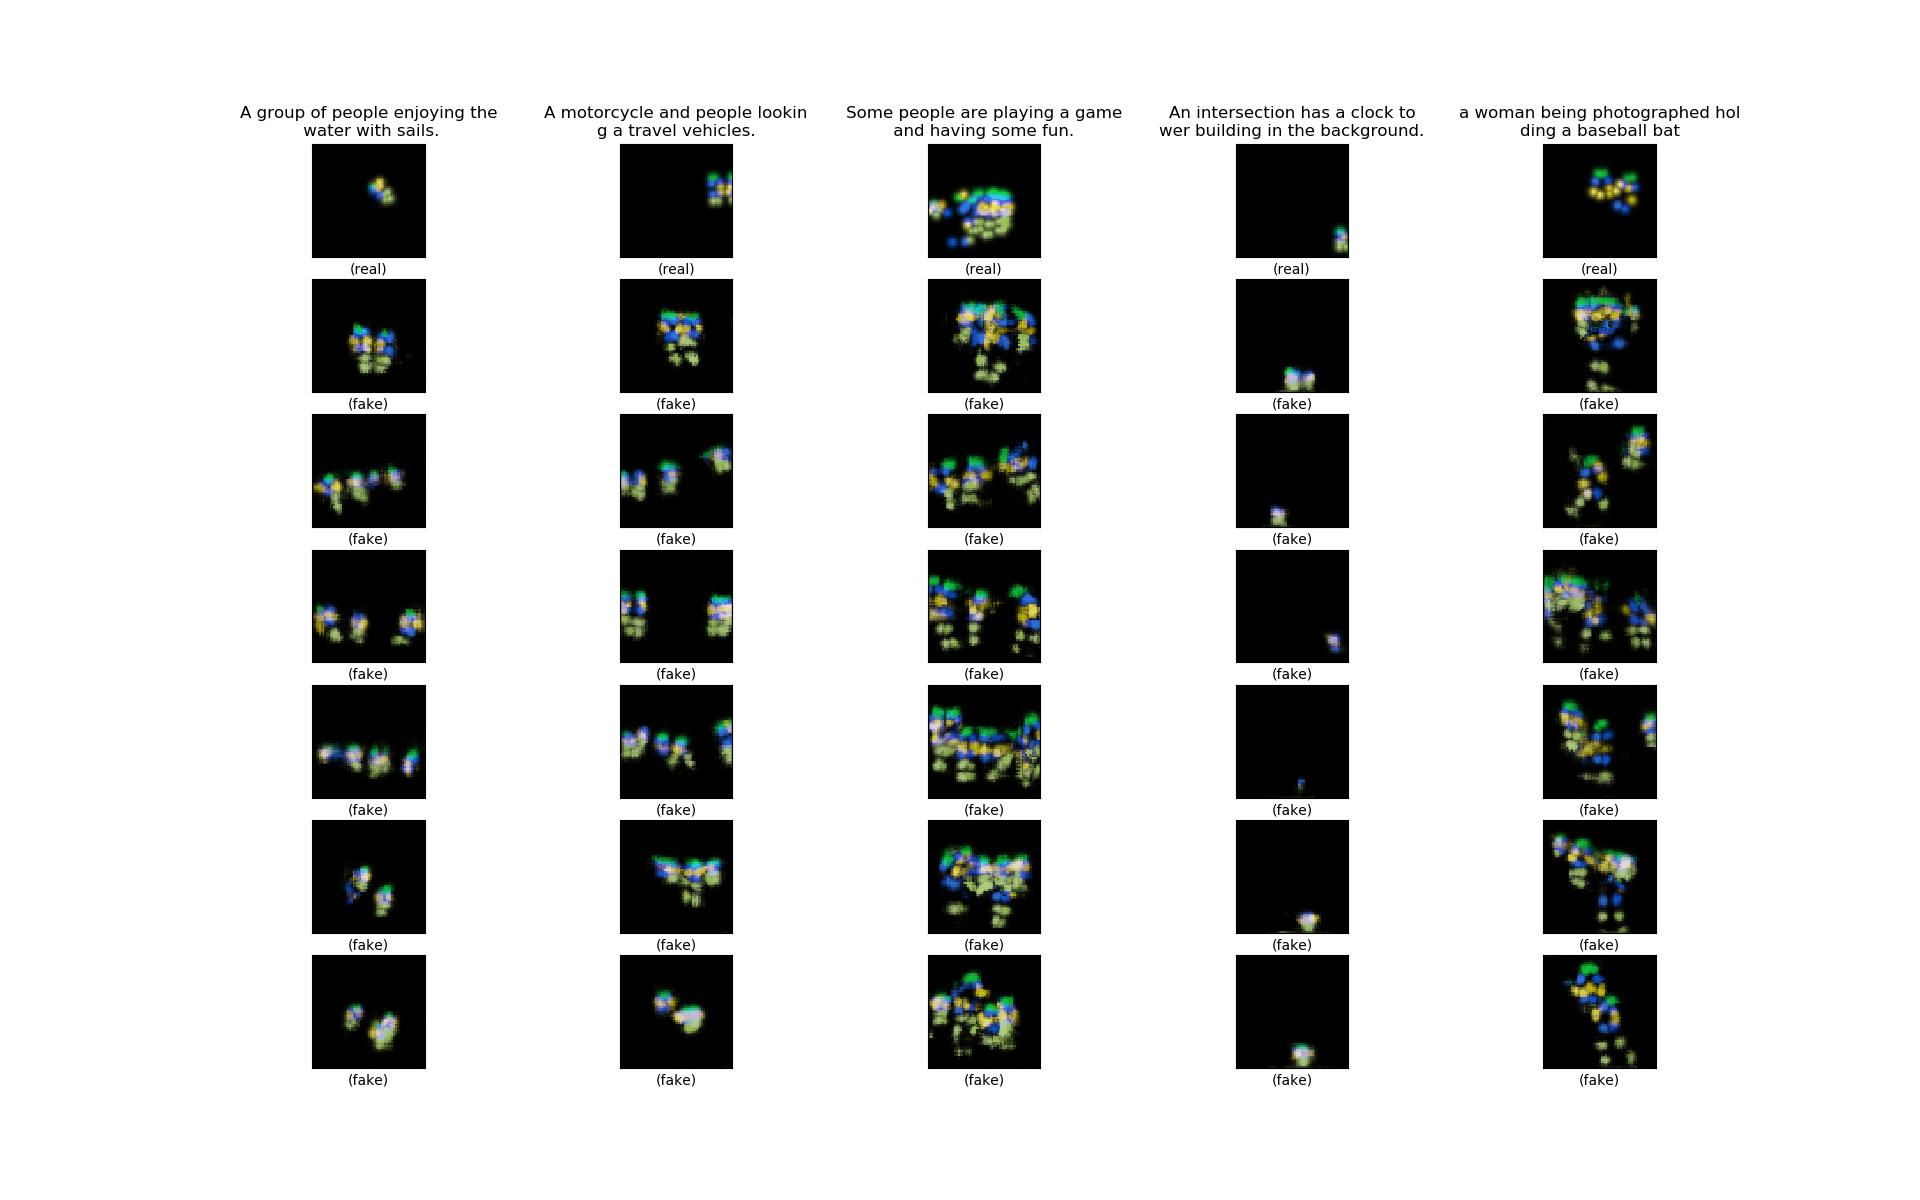 A group of people enjoying the
water with sails.
A motorcycle and people lookin
g a travel vehicles.
Some people are playing a game
and having some fun.
An intersection has a clock to
wer building in the background.
a woman being photographed hol
ding a baseball bat
(real) (real) (real) (real) (real)
(fake) (fake) (fake) (fake) (fake)
(fake) (fake) (fake) (fake) (fake)
(fake) (fake) (fake) (fake) (fake)
(fake) (fake) (fake) (fake) (fake)
(fake) (fake) (fake) (fake) (fake)
(fake) (fake) (fake) (fake) (fake)